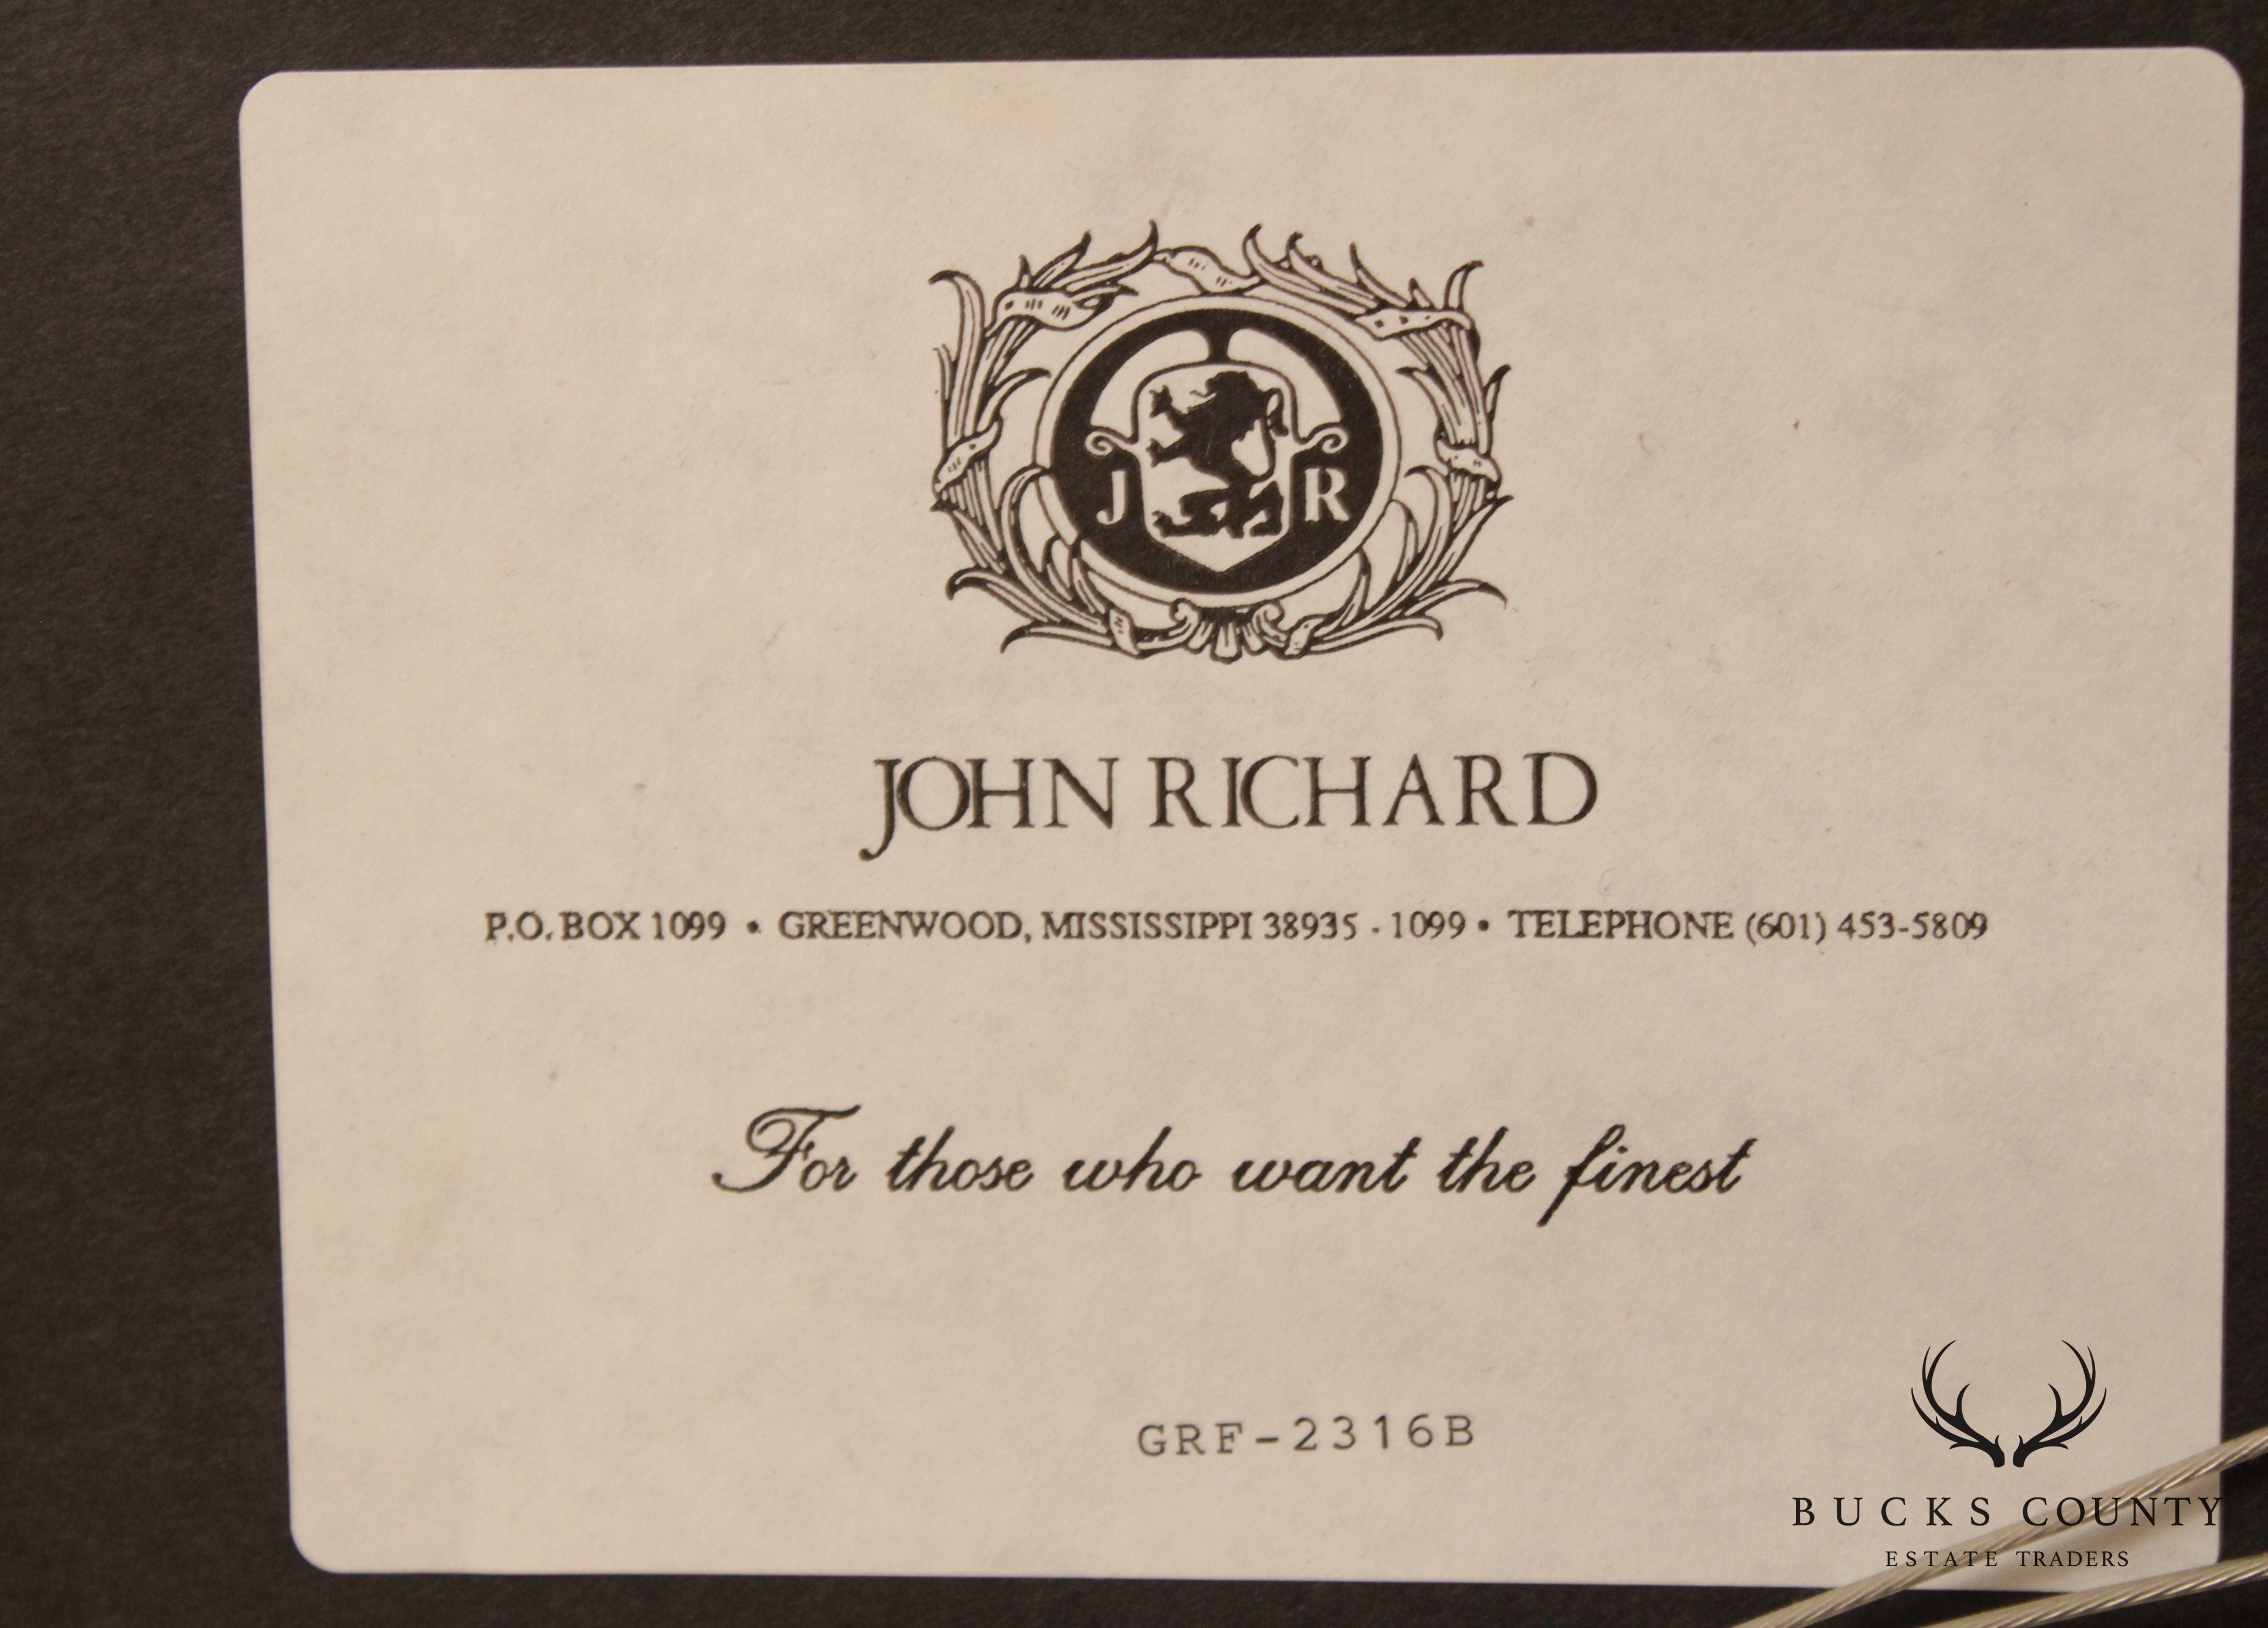 J R
JOHN RICHARD
P.O. BOX 1099 • GREENWOOD, MISSISSIPPI 38935 - 1099 • TELEPHONE (601) 453-5809
For those who want the finest
GRF-2316B
BUCKS COUNTY
ESTATE TRADERS